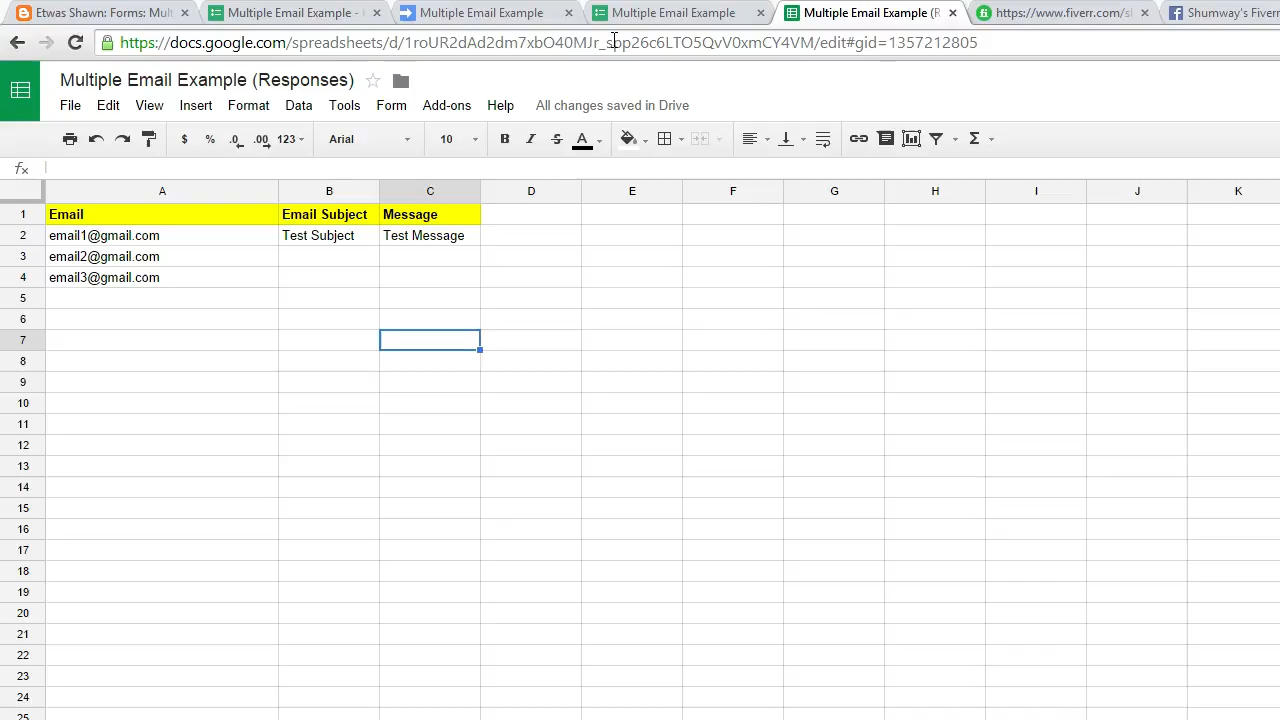 Etwas Shawn: Forms: Mult
Multiple Email Example -
Multiple Email Example
Multiple Email Example
Multiple Email Example (R
https://www.fiverr.com/sl
Shumway's Fiverr
https://docs.google.com/spreadsheets/d/1roUR2dAd2dm7xbO40MJr_spp26c6LTO5QvV0xmCY4VM/edit#gid=1357212805
Multiple Email Example (Responses)
File Edit View Insert Format Data Tools Form Add-ons Help All changes saved in Drive
$ % .0 .00 123 Arial 10 B I S A Σ
fx
A B C D E F G H I J K
1 Email Email Subject Message
2 email1@gmail.com Test Subject Test Message
3 email2@gmail.com
4 email3@gmail.com
5
6
7
8
9
10
11
12
13
14
15
16
17
18
19
20
21
22
23
24
25